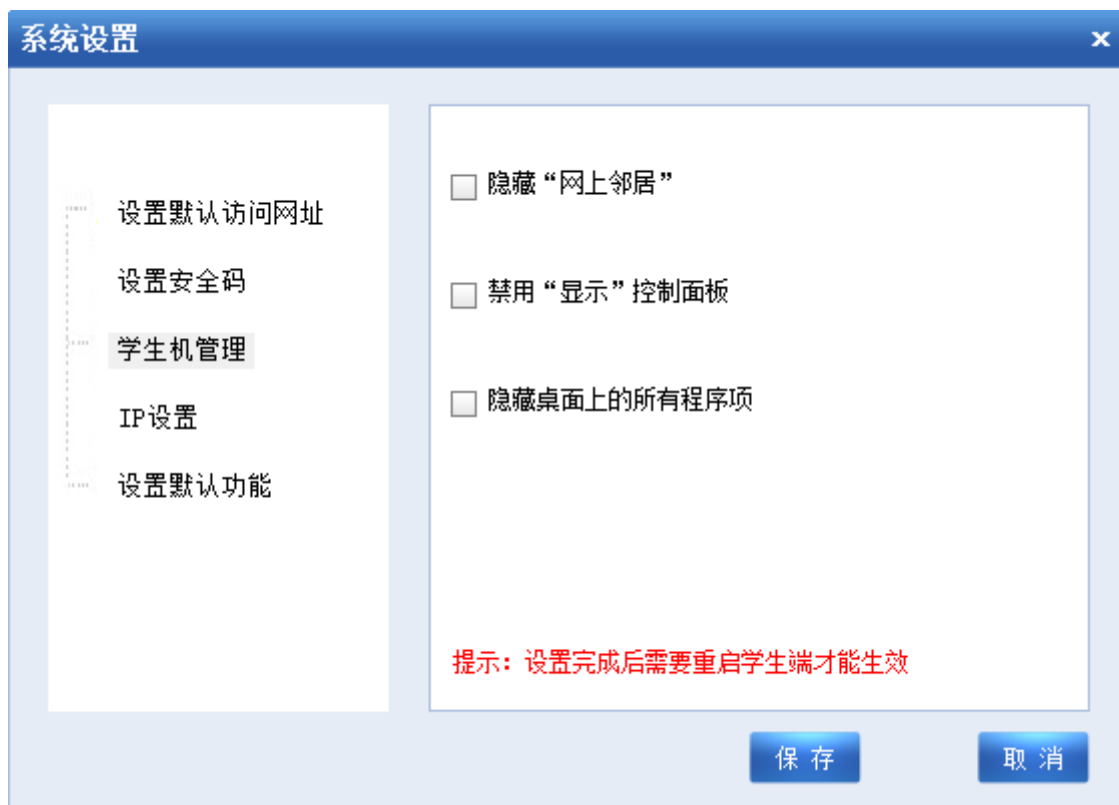 系统设置
x
设置默认访问网址
设置安全码
学生机管理
IP设置
设置默认功能
隐藏“网上邻居”
禁用“显示”控制面板
隐藏桌面上的所有程序项
提示：设置完成后需要重启学生端才能生效
保存
取消